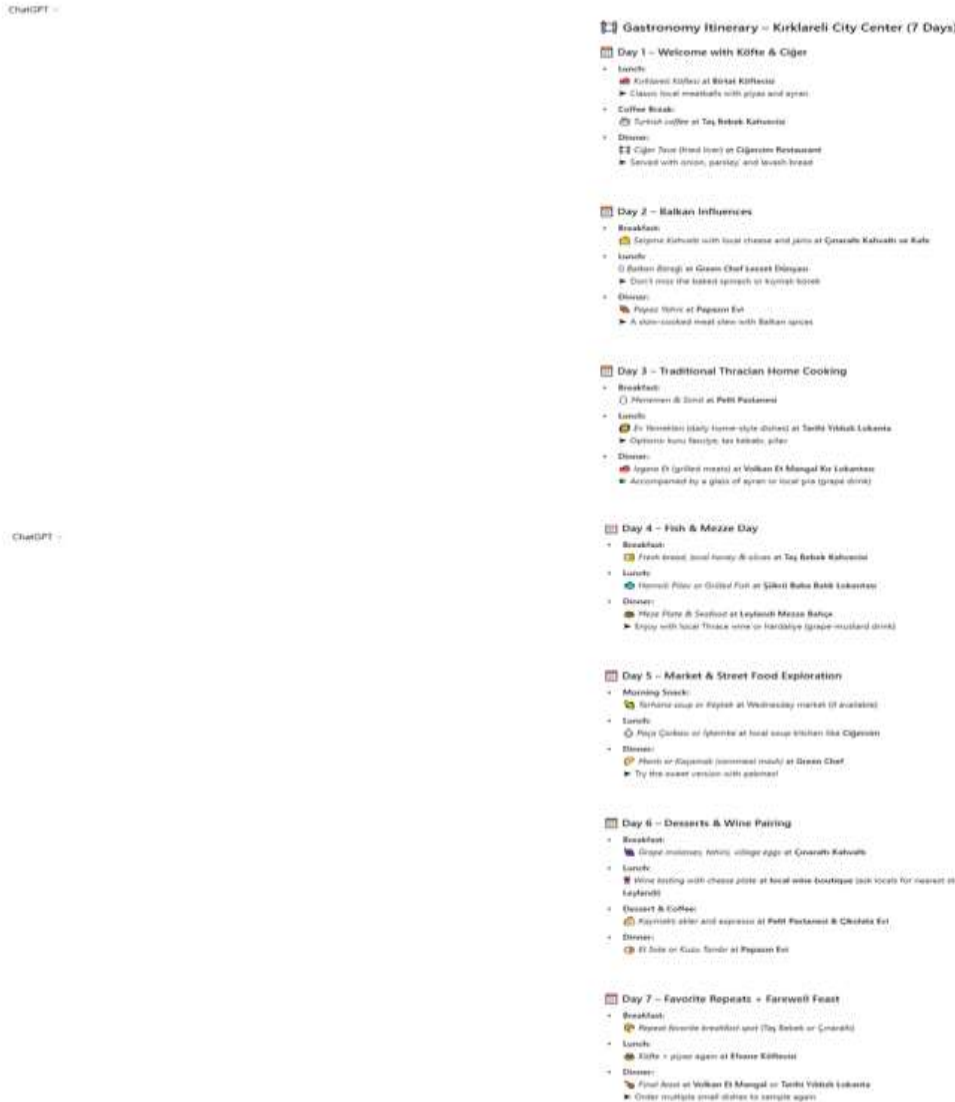 ChatGPT
Gastronomy Itinerary – Kırklareli City Center (7 Days)
Day 1 – Welcome with Köfte & Ciğer
Lunch:
Kırklareli Köftesi at Birtat Köftecisi
► Classic local meatballs with piyaz and ayran
Coffee Break:
Turkish coffee at Taş Bebek Kahvecisi
Dinner:
Ciğer Tava (fried liver) at Ciğercim Restaurant
► Served with onion, parsley, and lavash bread
Day 2 – Balkan Influences
Breakfast:
Serpme Kahvaltı with local cheese and jams at Çınaraltı Kahvaltı ve Kafe
Lunch:
Balkan Böreği at Green Chef Lezzet Dünyası
► Don't miss the baked spinach or kıymalı börek
Dinner:
Papaz Yahni at Papazın Evi
► A slow-cooked meat stew with Balkan spices
Day 3 – Traditional Thracian Home Cooking
Breakfast:
Menemen & Simit at Petit Pastanesi
Lunch:
Ev Yemekleri (daily home-style dishes) at Tarihi Lokanta
► Options: kuru fasulye, tas kebabı, pilav
Dinner:
Izgara Et (grilled meats) at Volkan Et Mangal Kır Lokantası
Accompanied by a glass of ayran or local şıra (grape drink)
ChatGPT
Day 4 – Fish & Mezze Day
Breakfast:
Fresh bread, local honey & olives at Taş Bebek Kahvecisi
Lunch:
Hamsili Pilav or Grilled Fish at Şükrü Baba Balık Lokantası
Dinner:
Meze Plate & Seafood at Leylandi Mezze Bahçe
► Enjoy with local Thrace wine or hardaliye (grape-mustard drink)
Day 5 – Market & Street Food Exploration
Morning Snack:
Tarhana soup or at Wednesday market (if available)
Lunch:
Paça Çorbası or İşkembe at local soup kitchen like Ciğercim
Dinner:
Mantı or Kaçamak (cornmeal mash) at Green Chef
► Try the sweet version with pekmez!
Day 6 – Desserts & Wine Pairing
Breakfast:
Grape molasses, tahini, village eggs at Çınaraltı Kahvaltı
Lunch:
Wine tasting with cheese plate at local wine boutique (ask locals for nearest at
Leylandi)
Dessert & Coffee:
Kaymaklı ekler and espresso at Petit Pastanesi & Çikolata Evi
Dinner:
Et Sote or Kuzu Tandır at Papazın Evi
Day 7 – Favorite Repeats + Farewell Feast
Breakfast:
Repeat favorite breakfast spot (Taş Bebek or Çınaraltı)
Lunch:
Köfte + piyaz again at Efsane Köftecisi
Dinner:
Final feast at Volkan Et Mangal or Tarihi Lokanta
► Order multiple small dishes to sample again